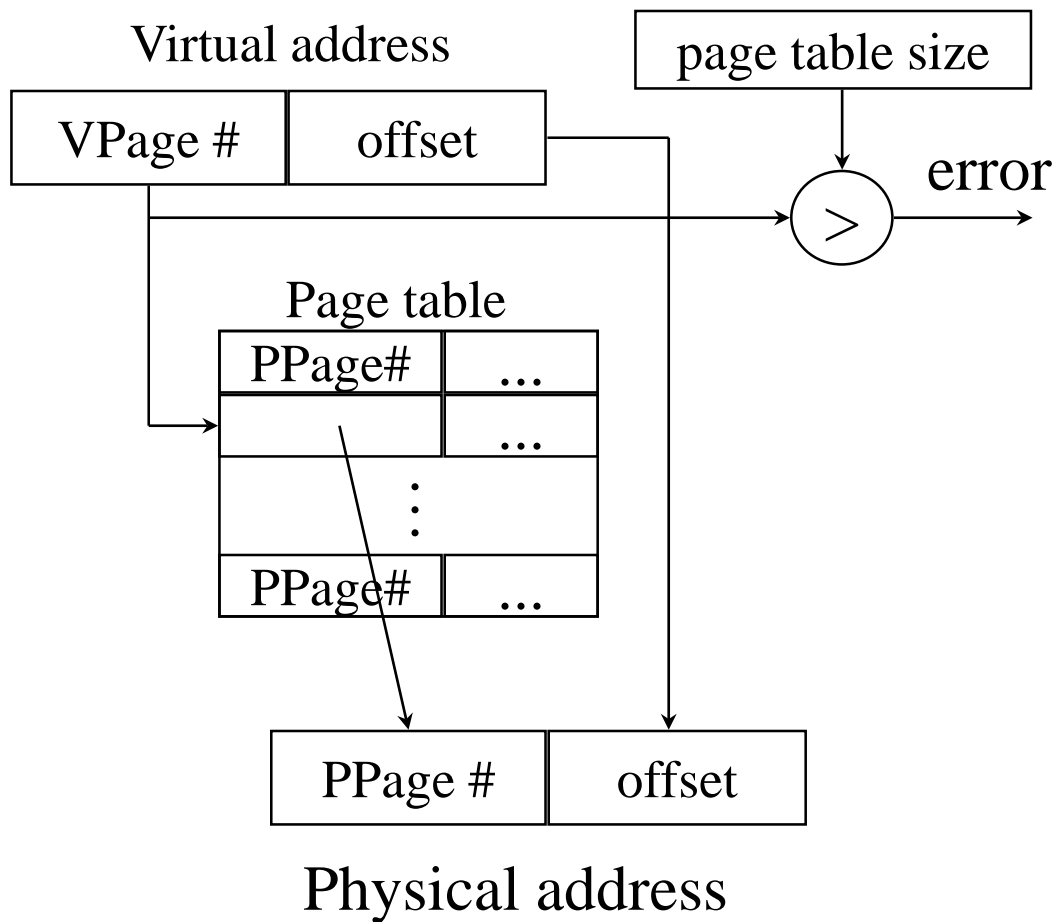 Virtual address
page table size
VPage #
offset
error
>
Page table
PPage#
...
...
⋮
PPage#
...
PPage #
offset
Physical address